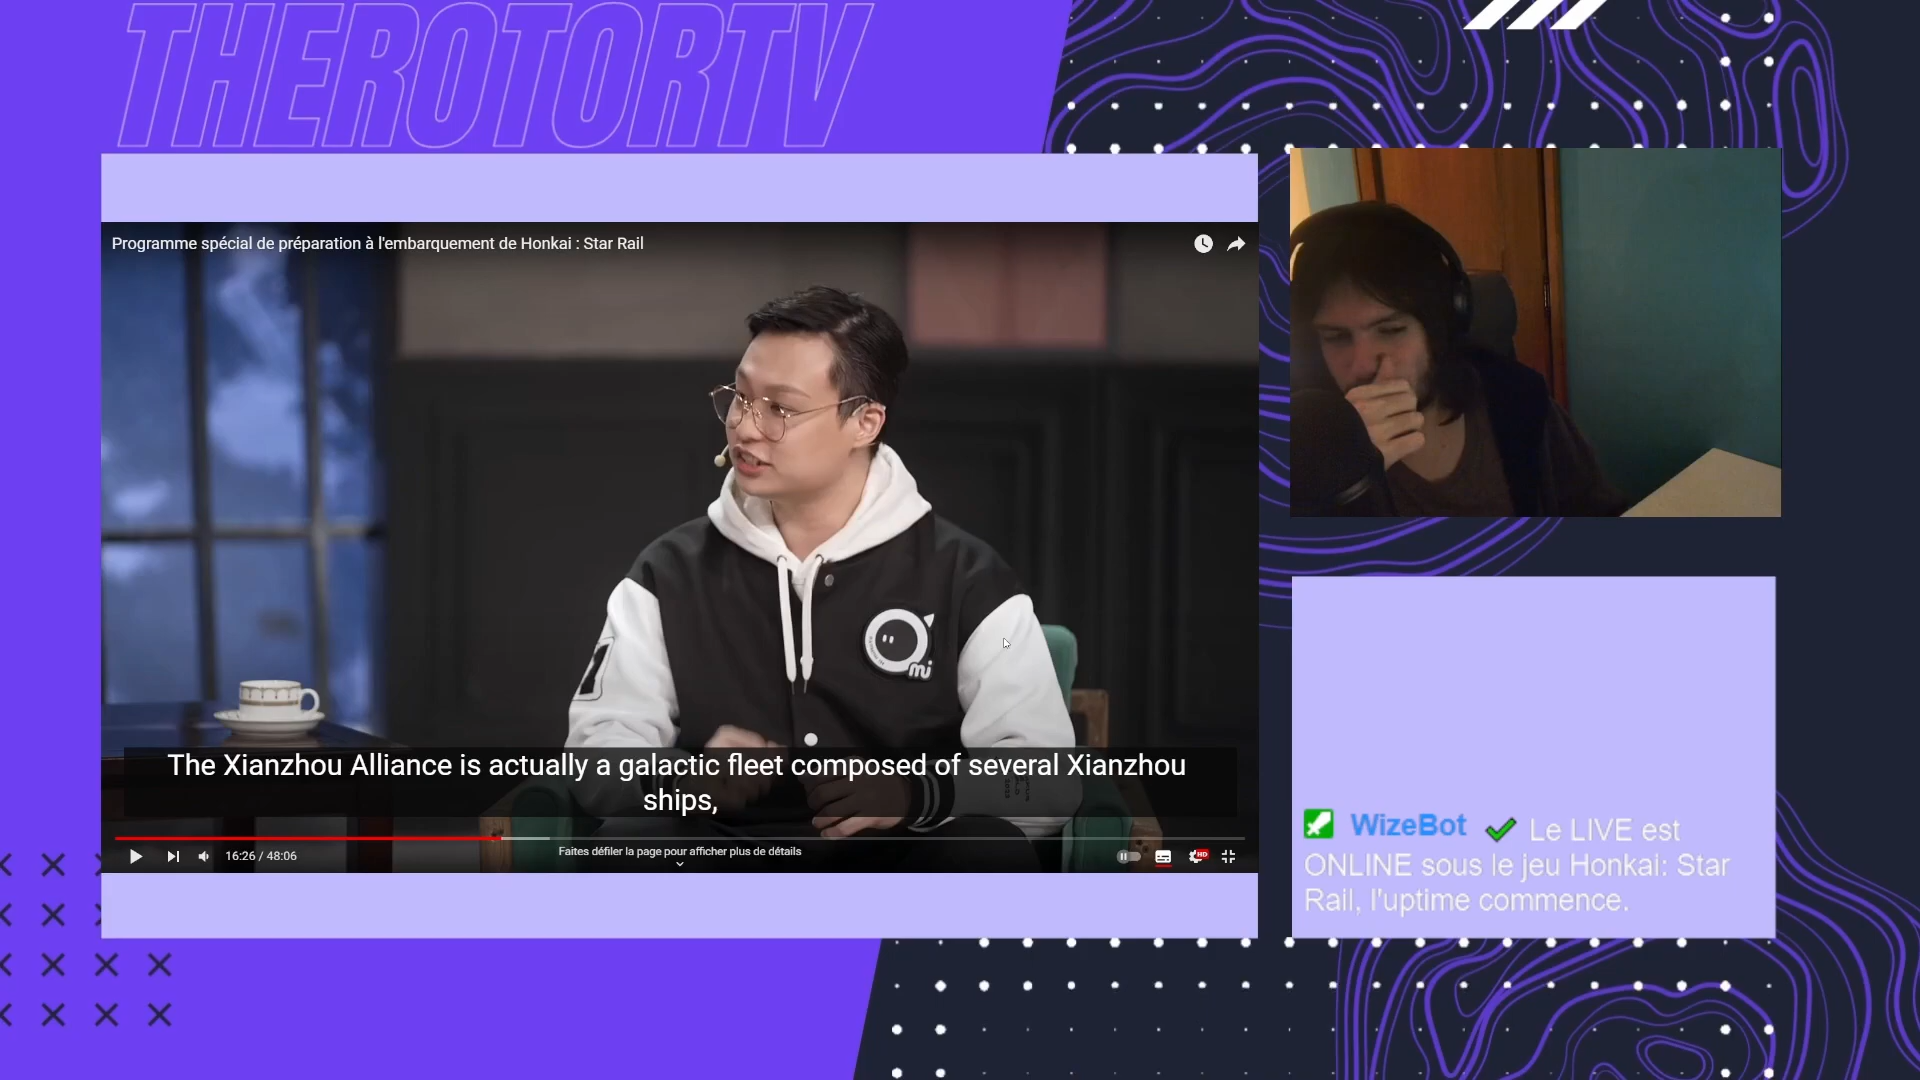 THEROTORTV
Programme spécial de préparation à l'embarquement de Honkai : Star Rail
mi
The Xianzhou Alliance is actually a galactic fleet composed of several Xianzhou
ships,
16:26 / 48:06
Faites défiler la page pour afficher plus de détails
HD
WizeBot Le LIVE est
ONLINE sous le jeu Honkai: Star
Rail, l'uptime commence.